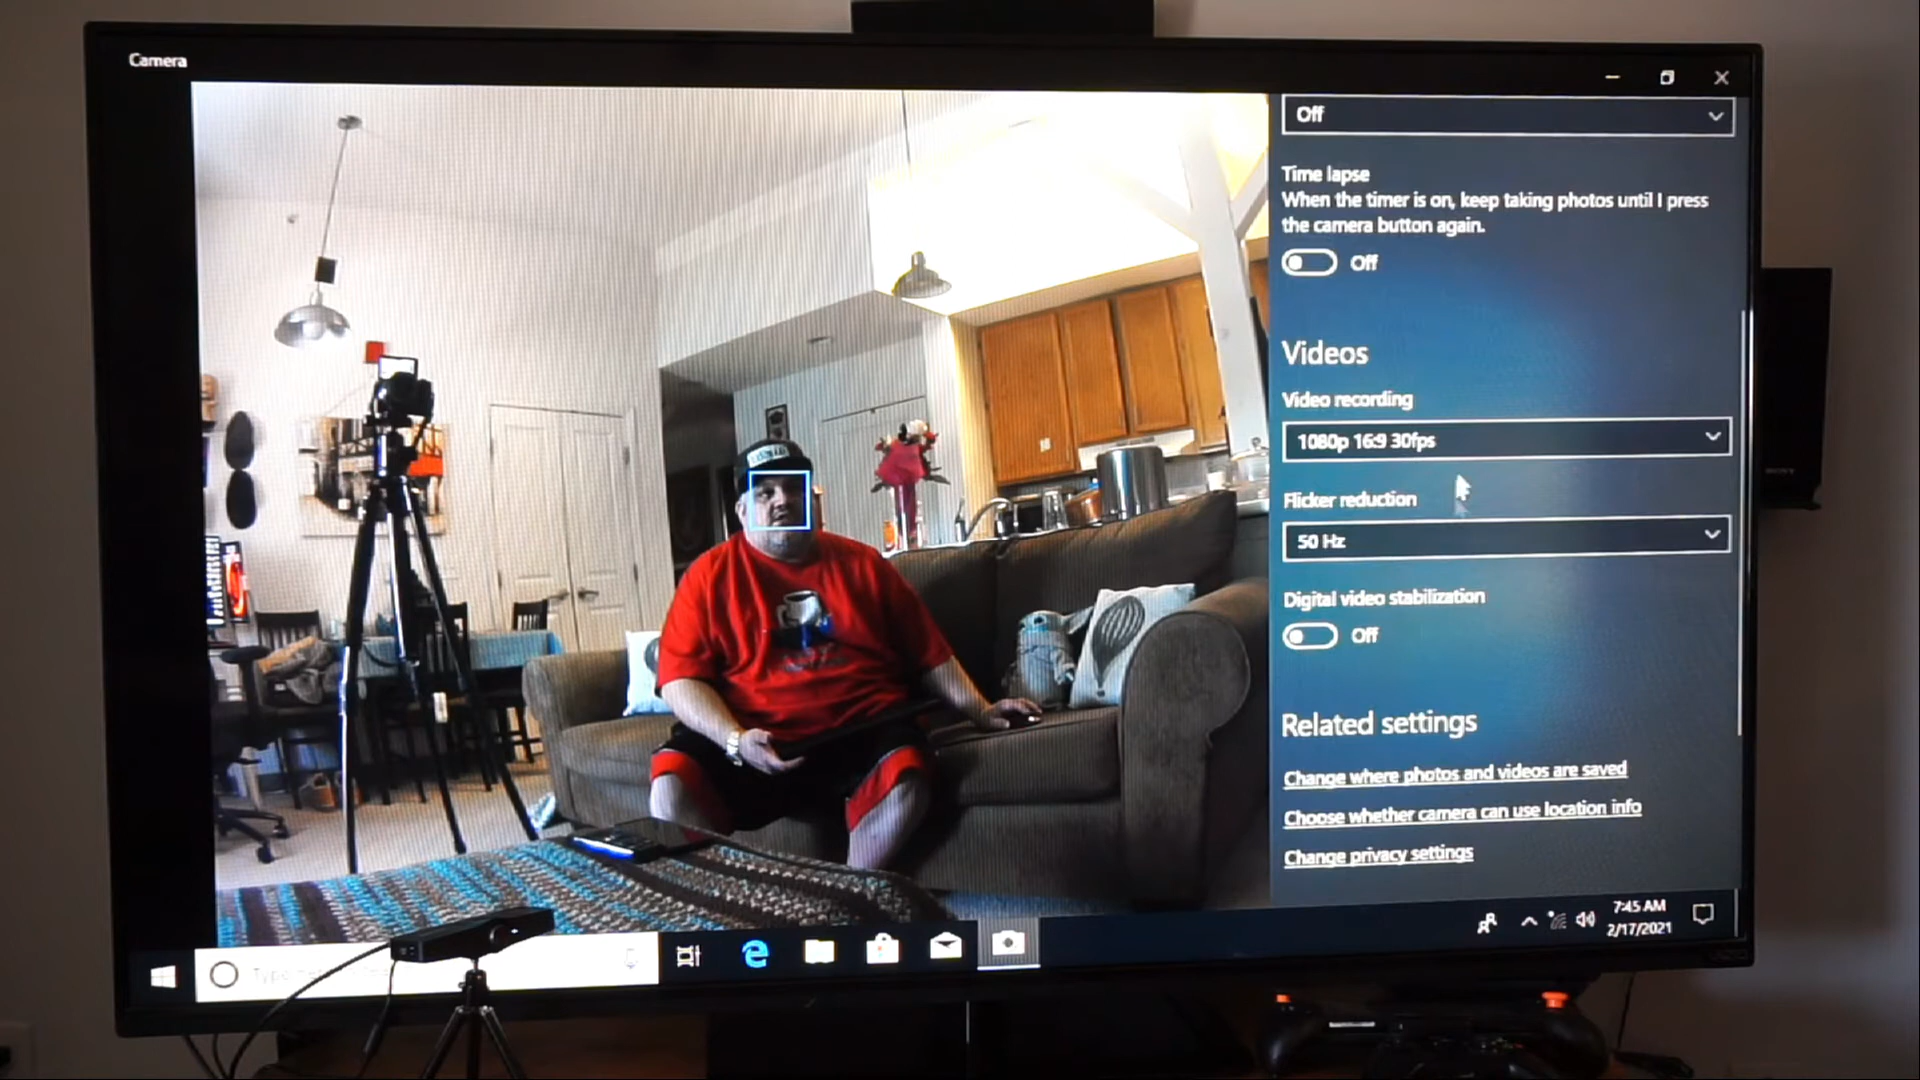 Camera
Off
Time lapse
When the timer is on, keep taking photos until I press
the camera button again.
Off
Videos
Video recording
1080p 16:9 30fps
Flicker reduction
50 Hz
Digital video stabilization
Off
Related settings
Change where photos and videos are saved
Choose whether camera can use location info
Change privacy settings
7:45 AM
2/17/2021
SONY